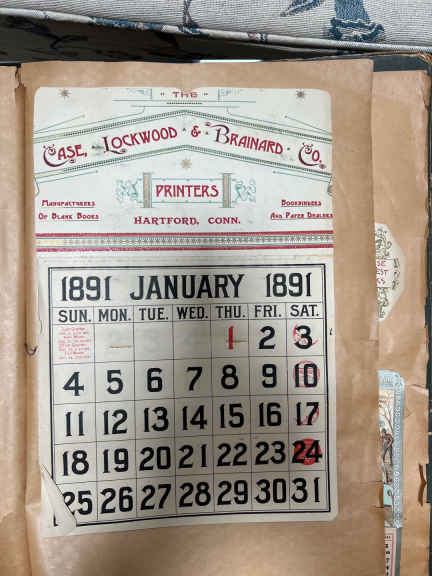 " THE "
CASE, LOCKWOOD & BRAINARD CO.
PRINTERS
MANUFACTURERS
OF BLANK BOOKS
BOOKBINDERS
AND PAPER DEALERS
HARTFORD, CONN.
1891 JANUARY 1891
SUN. MON. TUE. WED. THU. FRI. SAT.
1 2 3
4 5 6 7 8 9 10
11 12 13 14 15 16 17
18 19 20 21 22 23 24
25 26 27 28 29 30 31